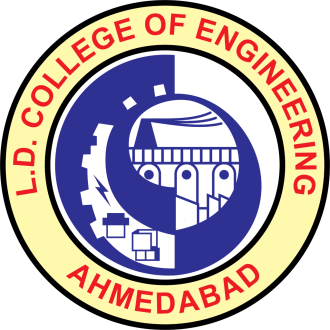 L.D. COLLEGE OF ENGINEERING
AHMEDABAD